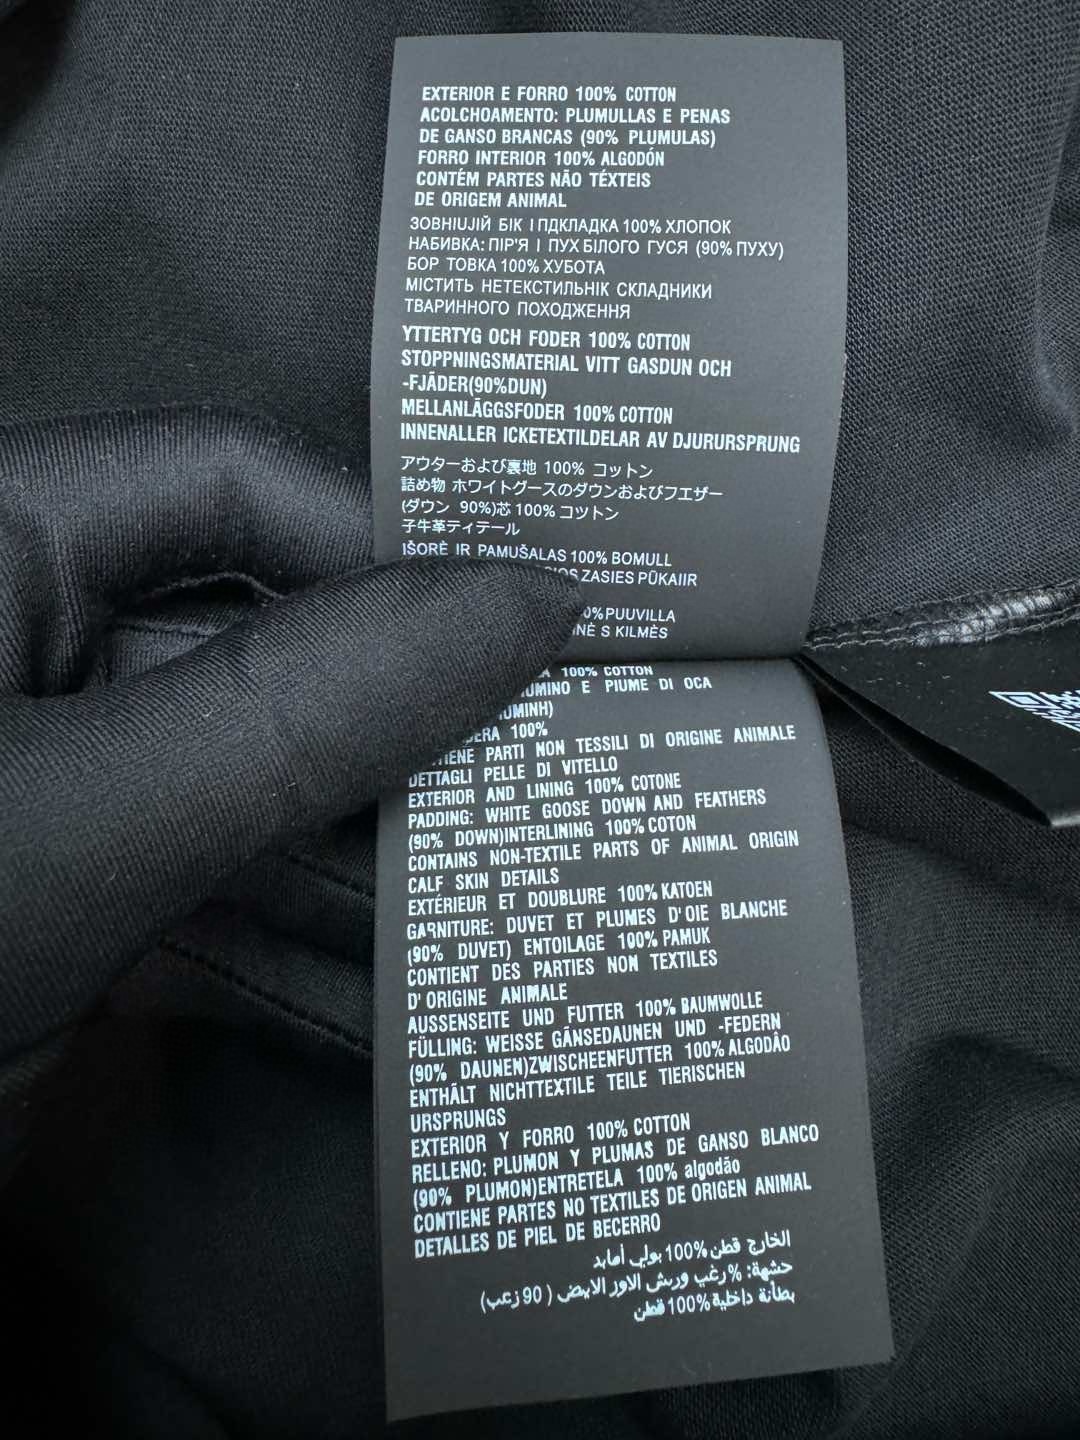 EXTERIOR E FORRO 100% COTTON
ACOLCHOAMENTO: PLUMULLAS E PENAS
DE GANSO BRANCAS (90% PLUMULAS)
FORRO INTERIOR 100% ALGODÓN
CONTÉM PARTES NÃO TÉXTEIS
DE ORIGEM ANIMAL
ЗОВНІШJІЙ БІК І ПДКЛАДКА 100% ХЛОПОК
НАБИВКА: ПІР'Я І ПУХ БІЛОГО ГУСЯ (90% ПУХУ)
БОР ТОВКА 100% ХУБОТА
МІСТИТЬ НЕТЕКСТИЛЬНІК СКЛАДНИКИ
ТВАРИННОГО ПОХОДЖЕННЯ
YTTERTYG OCH FODER 100% COTTON
STOPPNINGSMATERIAL VITT GASDUN OCH
-FJÄDER(90%DUN)
MELLANLÄGGSFODER 100% COTTON
INNENALLER ICKETEXTILDELAR AV DJURURSPRUNG
アウターおよび裏地 100% コットン
詰め物 ホワイトグースのダウンおよびフエザー
(ダウン 90%)芯100%コットン
子牛革ティテール
IŠORĖ IR PAMUŠALAS 100% BOMULL
ZASIES PŪKAIIR
0%PUUVILLA
S KILMĖS
100% COTTON
E PIUME DI OCA
100%
PARTI NON TESSILI DI ORIGINE ANIMALE
DETTAGLI PELLE DI VITELLO
EXTERIOR AND LINING 100% COTONE
PADDING: WHITE GOOSE DOWN AND FEATHERS
(90% DOWN)INTERLINING 100%COTON
CONTAINS NON-TEXTILE PARTS OF ANIMAL ORIGIN
CALF SKIN DETAILS
EXTÉRIEUR ET DOUBLURE 100%KATOEN
GARNITURE: DUVET ET PLUMES D'OIE BLANCHE
(90% DUVET) ENTOILAGE 100% PAMUK
CONTIENT DES PARTIES NON TEXTILES
D'ORIGINE ANIMALE
AUSSENSEITE UND FUTTER 100% BAUMWOLLE
FÜLLING: WEISSE GÄNSEDAUNEN UND -FEDERN
(90% DAUNEN)ZWISCHEENFUTTER 100%ALGODÃO
ENTHÄLT NICHTTEXTILE TEILE TIERISCHEN
URSPRUNGS
EXTERIOR Y FORRO 100% COTTON
RELLENO: PLUMON Y PLUMAS DE GANSO BLANCO
(90% PLUMON)ENTRETELA 100% algodão
CONTIENE PARTES NO TEXTILES DE ORIGEN ANIMAL
DETALLES DE PIEL DE BECERRO
الخارج قطن%100 بولي أمايد
حشهة: %رغب وريش الاوز الابيض (90 زعب)
بطانة داخلية%100قطن